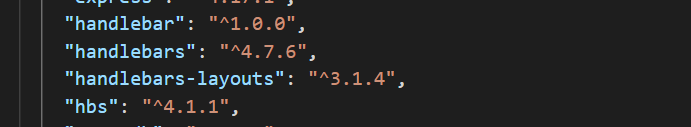 "handlebar": "^1.0.0",
"handlebars": "^4.7.6",
"handlebars-layouts": "^3.1.4",
"hbs": "^4.1.1",